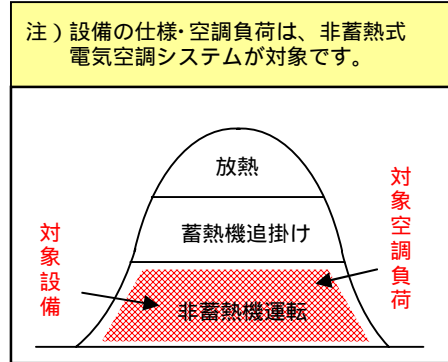 注）設備の仕様・空調負荷は、非蓄熱式
電気空調システムが対象です。
放熱
蓄熱機追掛け
非蓄熱機運転
対象設備
対象空調負荷